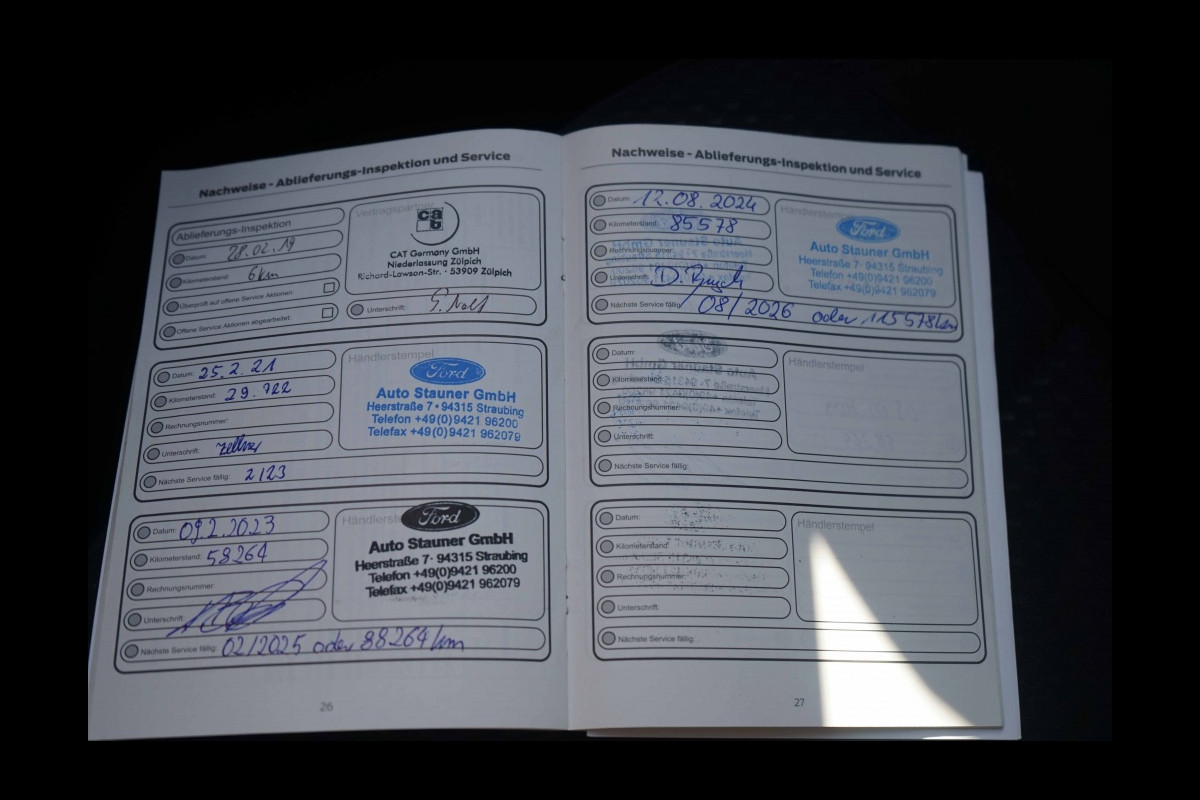 Nachweise - Ablieferungs-Inspektion und Service
Ablieferungs-Inspektion
Datum: 28.02.19
Kilometerstand: 6km
Überprüft auf offene Service Aktionen:
Offene Service Aktionen abgearbeitet:
Vertragspartner
cat
CAT Germany GmbH
Niederlassung Zülpich
Richard-Lawson-Str. · 53909 Zülpich
Unterschrift:
Datum: 25.2.21
Kilometerstand: 29.722
Rechnungsnummer:
Unterschrift: Zellner
Nächste Service fällig: 2/23
Händlerstempel
Ford
Auto Stauner GmbH
Heerstraße 7 • 94315 Straubing
Telefon +49(0)9421 96200
Telefax +49(0)9421 962079
Datum: 09.2.2023
Kilometerstand: 58264
Rechnungsnummer
Unterschrift:
Nächste Service fällig: 02/2025 oder 88264/km
Händlerst
Ford
Auto Stauner GmbH
Heerstraße 7 · 94315 Straubing
Telefon +49(0)9421 96200
Telefax +49(0)9421 962079
26
Nachweise - Ablieferungs-Inspektion und Service
Datum: 12.08.2024
Kilometerstand: 85578
Rechnungsnummer:
Unterschrift:
Nächste Service fällig: 08/2026 oder 115578km
Händlerstem
Ford
Auto Stauner GmbH
Heerstraße 7 · 94315 Straubing
Telefon +49(0)9421 96200
Telefax +49(0)9421 962079
Datum:
Kilometerstand:
Rechnungsnummer:
Unterschrift:
Nächste Service fällig:
Händlerstempel
Datum:
Kilometerstand:
Rechnungsnummer:
Unterschrift:
Nächste Service fällig:
Händlerstempel
27